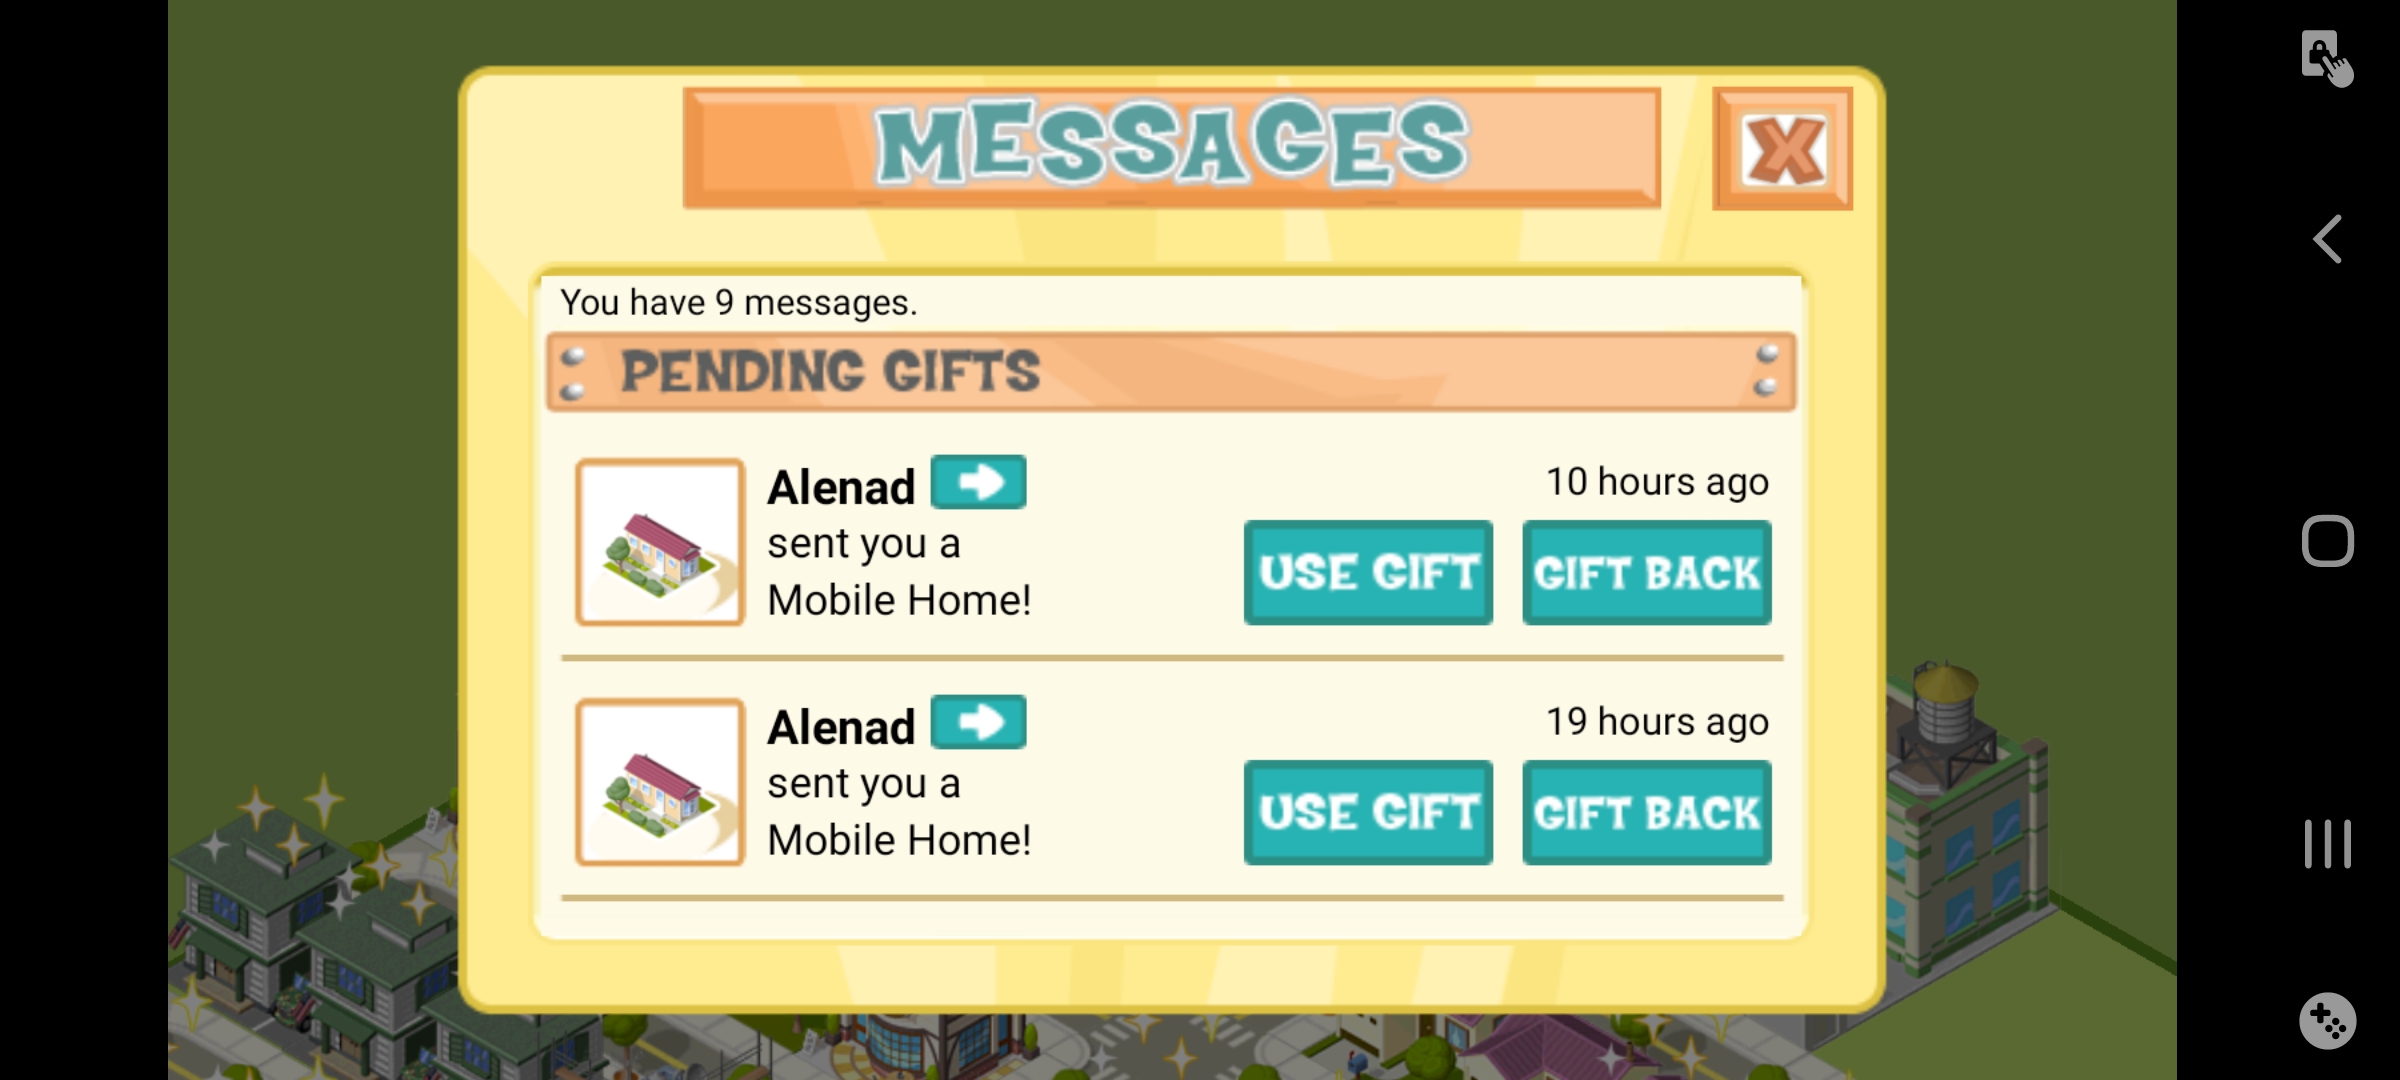 MESSAGES
X
You have 9 messages.
PENDING GIFTS
Alenad
10 hours ago
sent you a
Mobile Home!
USE GIFT
GIFT BACK
Alenad
19 hours ago
sent you a
Mobile Home!
USE GIFT
GIFT BACK